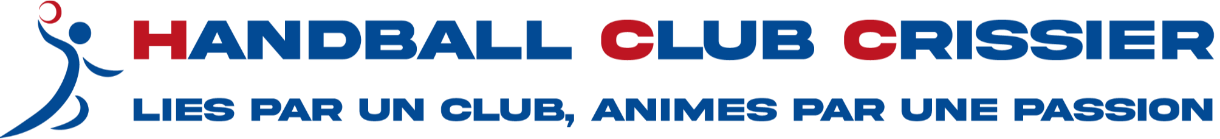 HANDBALL CLUB CRISSIER
LIES PAR UN CLUB, ANIMES PAR UNE PASSION